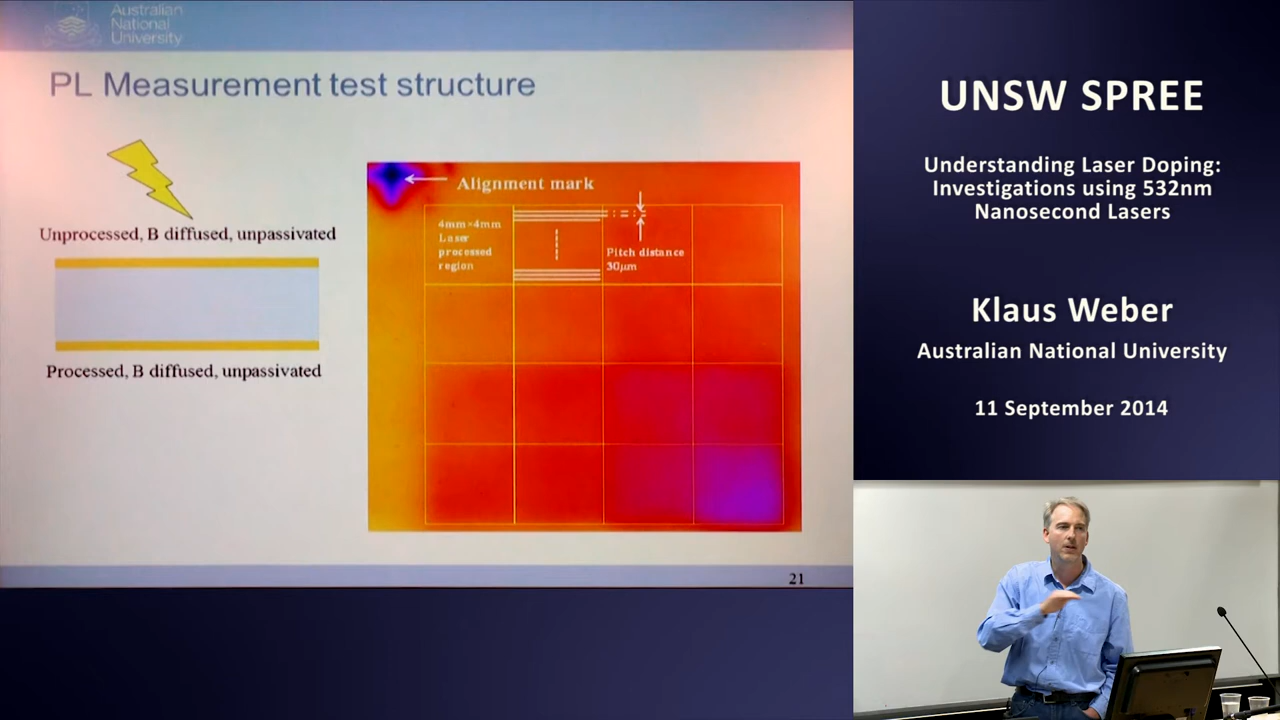 Australian
National
University
PL Measurement test structure
Unprocessed, B diffused, unpassivated
Processed, B diffused, unpassivated
Alignment mark
4mm×4mm
Laser
processed
region
Pitch distance
30µm
21
UNSW SPREE
Understanding Laser Doping:
Investigations using 532nm
Nanosecond Lasers
Klaus Weber
Australian National University
11 September 2014